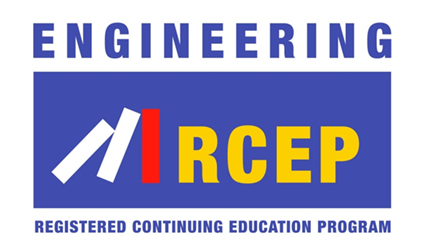 ENGINEERING
RCEP
REGISTERED CONTINUING EDUCATION PROGRAM